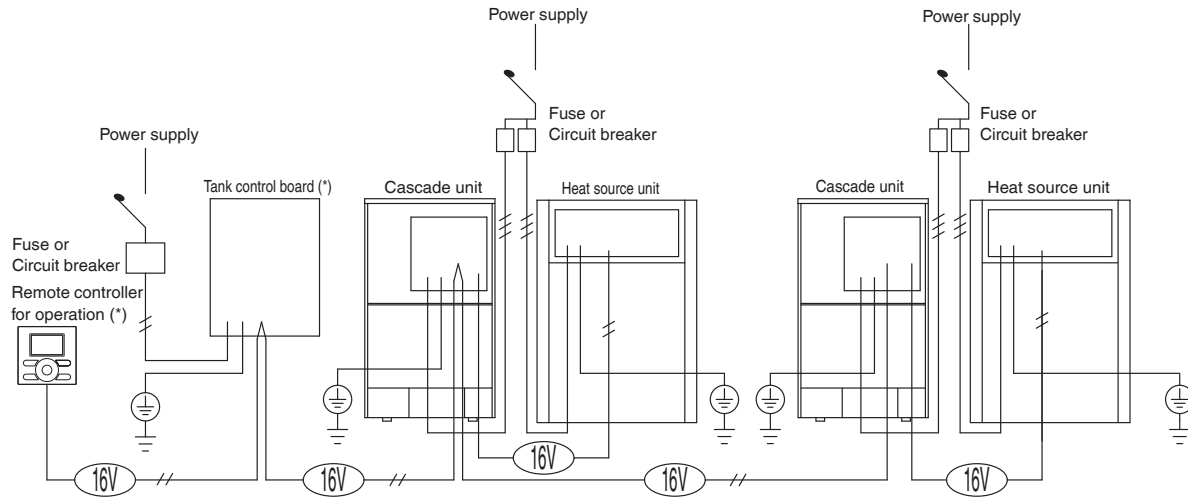 Power supply
Power supply
Fuse or
Circuit breaker
Fuse or
Circuit breaker
Power supply
Tank control board (*)
Cascade unit
Heat source unit
Cascade unit
Heat source unit
Fuse or
Circuit breaker
Remote controller
for operation (*)
16V
16V
16V
16V
16V